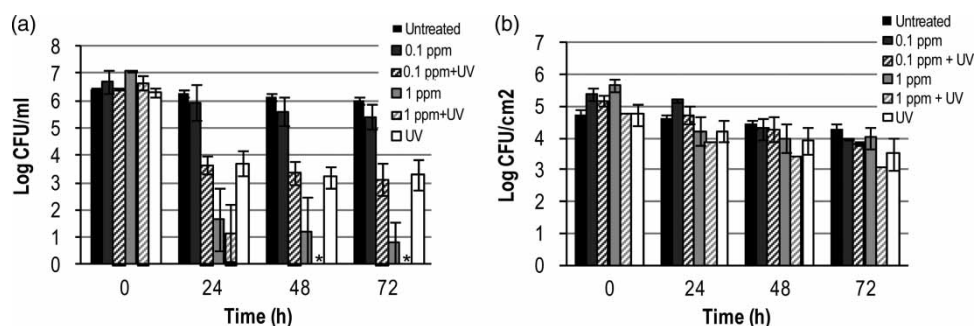 (a)
Log CFU/ml
8
7
6
5
4
3
2
1
0
Untreated
0.1 ppm
0.1 ppm+UV
1 ppm
1 ppm+UV
UV
* *
0 24 48 72
Time (h)
(b)
Log CFU/cm2
7
6
5
4
3
2
1
0
Untreated
0.1 ppm
0.1 ppm + UV
1 ppm
1 ppm + UV
UV
0 24 48 72
Time (h)